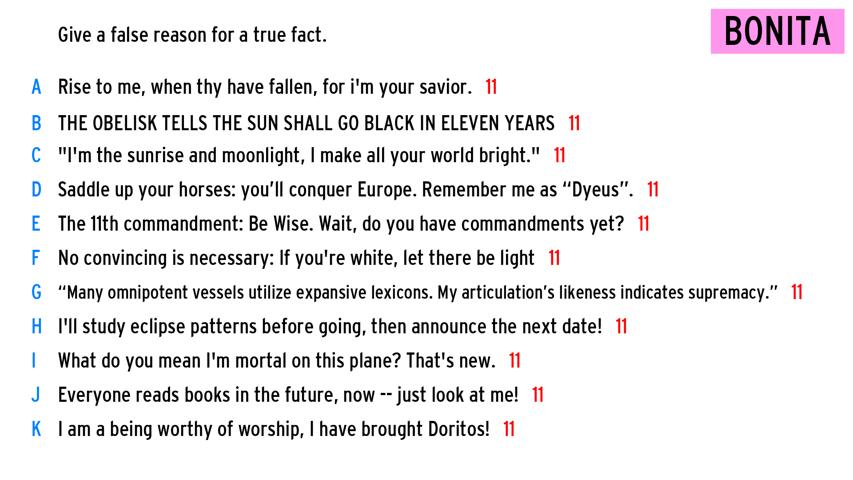 Give a false reason for a true fact.
BONITA
A Rise to me, when thy have fallen, for i'm your savior. 11
B THE OBELISK TELLS THE SUN SHALL GO BLACK IN ELEVEN YEARS 11
C "I'm the sunrise and moonlight, I make all your world bright." 11
D Saddle up your horses: you’ll conquer Europe. Remember me as “Dyeus”. 11
E The 11th commandment: Be Wise. Wait, do you have commandments yet? 11
F No convincing is necessary: If you're white, let there be light 11
G “Many omnipotent vessels utilize expansive lexicons. My articulation’s likeness indicates supremacy.” 11
H I'll study eclipse patterns before going, then announce the next date! 11
I What do you mean I'm mortal on this plane? That's new. 11
J Everyone reads books in the future, now -- just look at me! 11
K I am a being worthy of worship, I have brought Doritos! 11